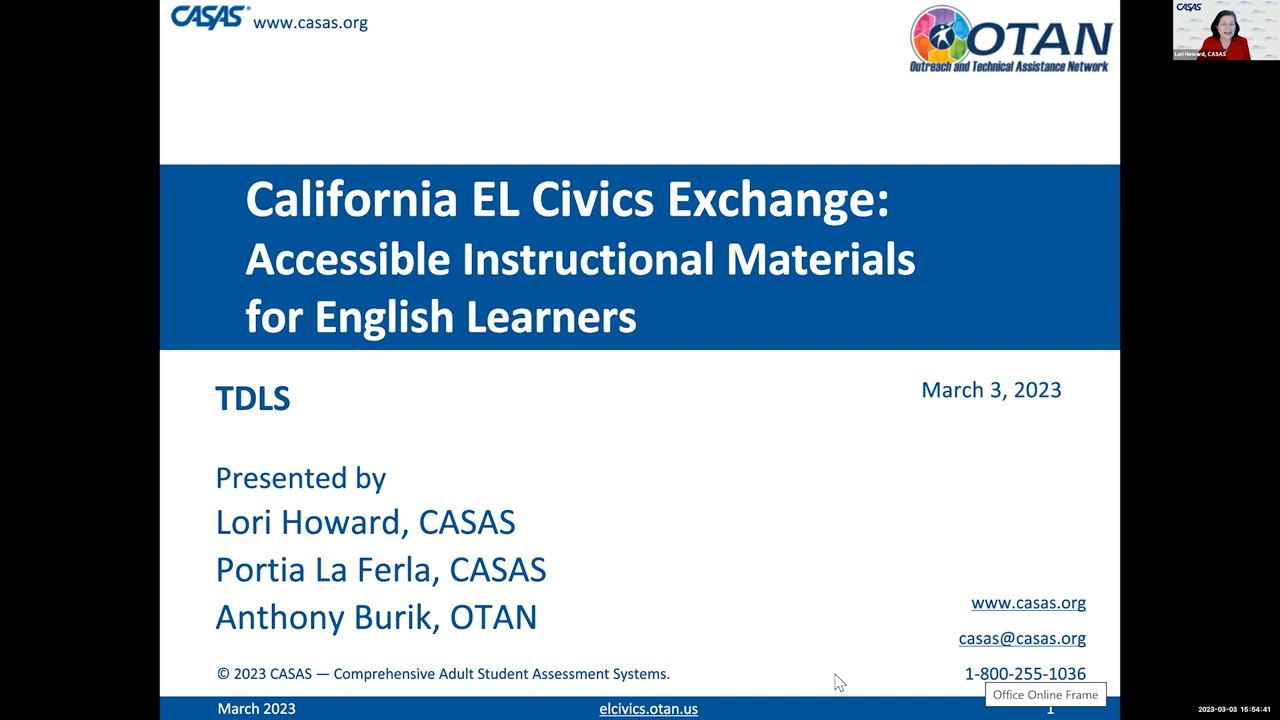 CASAS® www.casas.org
OTAN
Outreach and Technical Assistance Network
CASAS
Lori Howard, CASAS
California EL Civics Exchange:
Accessible Instructional Materials
for English Learners
TDLS
March 3, 2023
Presented by
Lori Howard, CASAS
Portia La Ferla, CASAS
Anthony Burik, OTAN
www.casas.org
casas@casas.org
1-800-255-1036
© 2023 CASAS — Comprehensive Adult Student Assessment Systems.
Office Online Frame
March 2023
elcivics.otan.us
1
2023-03-03 15:54:41